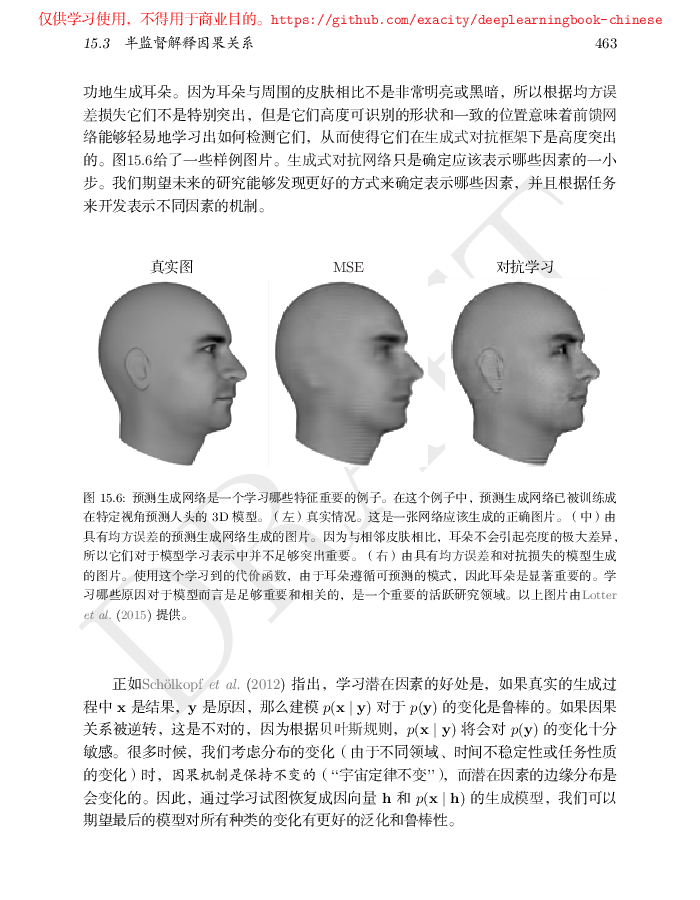 仅供学习使用，不得用于商业目的。https://github.com/exacity/deeplearningbook-chinese
15.3 半监督解释因果关系 463
功地生成耳朵。因为耳朵与周围的皮肤相比不是非常明亮或黑暗，所以根据均方误
差损失它们不是特别突出，但是它们高度可识别的形状和一致的位置意味着前馈网
络能够轻易地学习出如何检测它们，从而使得它们在生成式对抗框架下是高度突出
的。图15.6给了一些样例图片。生成式对抗网络只是确定应该表示哪些因素的一小
步。我们期望未来的研究能够发现更好的方式来确定表示哪些因素，并且根据任务
来开发表示不同因素的机制。
真实图 MSE 对抗学习
图 15.6: 预测生成网络是一个学习哪些特征重要的例子。在这个例子中，预测生成网络已被训练成
在特定视角预测人头的 3D 模型。（左）真实情况。这是一张网络应该生成的正确图片。（中）由
具有均方误差的预测生成网络生成的图片。因为与相邻皮肤相比，耳朵不会引起亮度的极大差异，
所以它们对于模型学习表示中并不足够突出重要。（右）由具有均方误差和对抗损失的模型生成
的图片。使用这个学习到的代价函数，由于耳朵遵循可预测的模式，因此耳朵是显著重要的。学
习哪些原因对于模型而言是足够重要和相关的，是一个重要的活跃研究领域。以上图片由Lotter
et al. (2015) 提供。
正如Schölkopf et al. (2012) 指出，学习潜在因素的好处是，如果真实的生成过
程中 x 是结果，y 是原因，那么建模 p(x | y) 对于 p(y) 的变化是鲁棒的。如果因果
关系被逆转，这是不对的，因为根据贝叶斯规则，p(x | y) 将会对 p(y) 的变化十分
敏感。很多时候，我们考虑分布的变化（由于不同领域、时间不稳定性或任务性质
的变化）时，因果机制是保持不变的（“宇宙定律不变”），而潜在因素的边缘分布是
会变化的。因此，通过学习试图恢复成因向量 h 和 p(x | h) 的生成模型，我们可以
期望最后的模型对所有种类的变化有更好的泛化和鲁棒性。
DRAFT